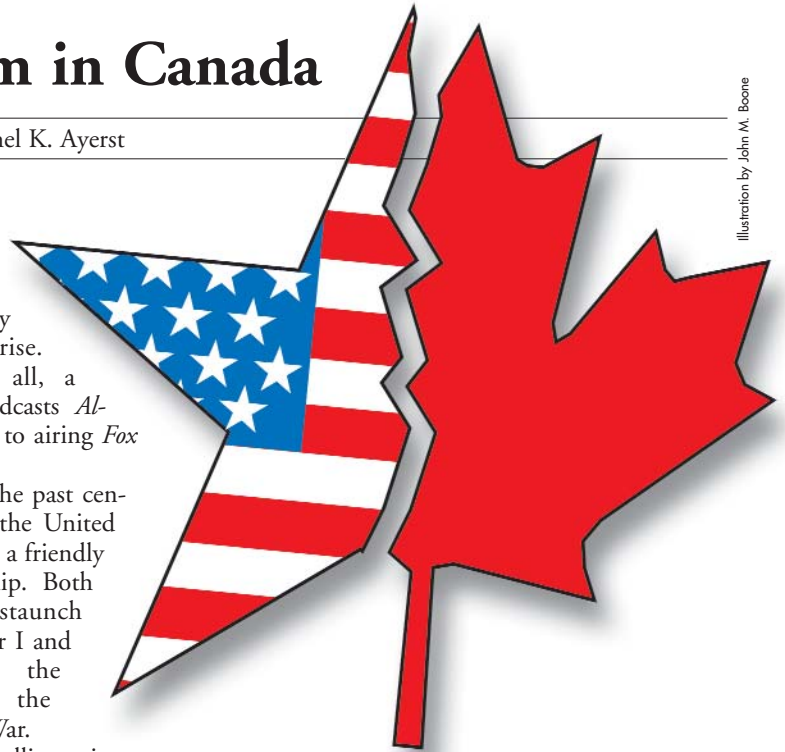 m in Canada
nel K. Ayerst
Illustration by John M. Boone
y
rise.
all, a
dcasts Al-
to airing Fox
he past cen-
the United
a friendly
ip. Both
staunch
r I and
the
the
War.